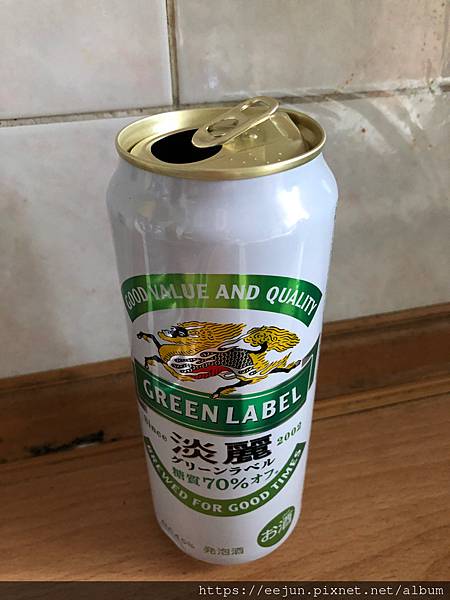 GOOD VALUE AND QUALITY
GREEN LABEL
Since 2002
淡麗
グリーンラベル
糖質70%オフ※
BREWED FOR GOOD TIMES
お酒
発泡酒
https://eejun.pixnet.net/album